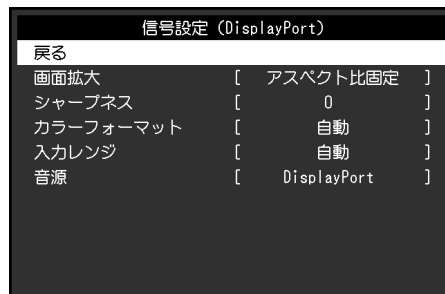 信号設定 (DisplayPort)
戻る
画面拡大 [ アスペクト比固定 ]
シャープネス [ 0 ]
カラーフォーマット [ 自動 ]
入力レンジ [ 自動 ]
音源 [ DisplayPort ]